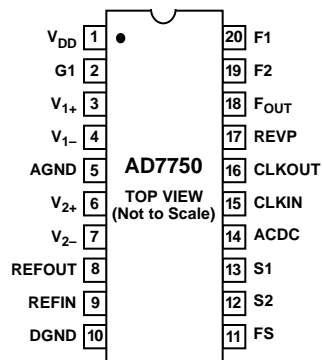 V_DD 1 20 F1
G1 2 19 F2
V_1+ 3 18 F_OUT
V_1– 4 17 REVP
AGND 5 AD7750 16 CLKOUT
V_2+ 6 TOP VIEW 15 CLKIN
(Not to Scale)
V_2– 7 14 ACDC
REFOUT 8 13 S1
REFIN 9 12 S2
DGND 10 11 FS